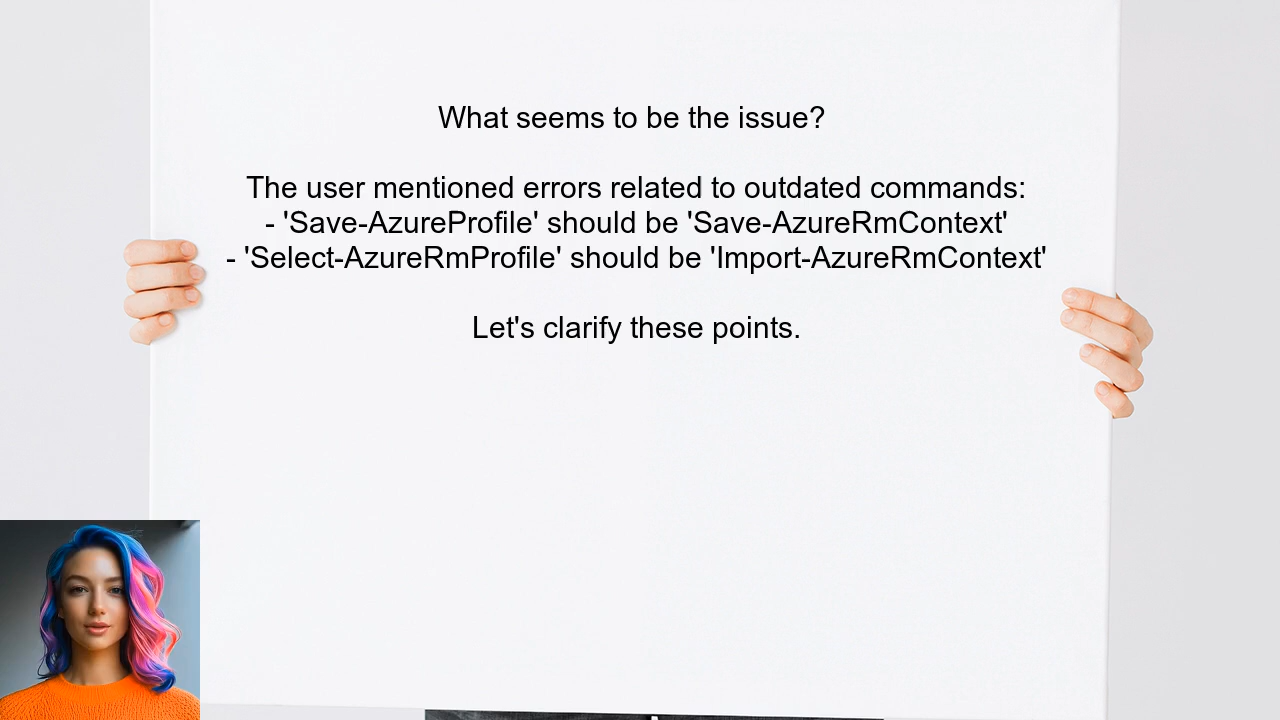 What seems to be the issue?
The user mentioned errors related to outdated commands:
- 'Save-AzureProfile' should be 'Save-AzureRmContext'
- 'Select-AzureRmProfile' should be 'Import-AzureRmContext'
Let's clarify these points.